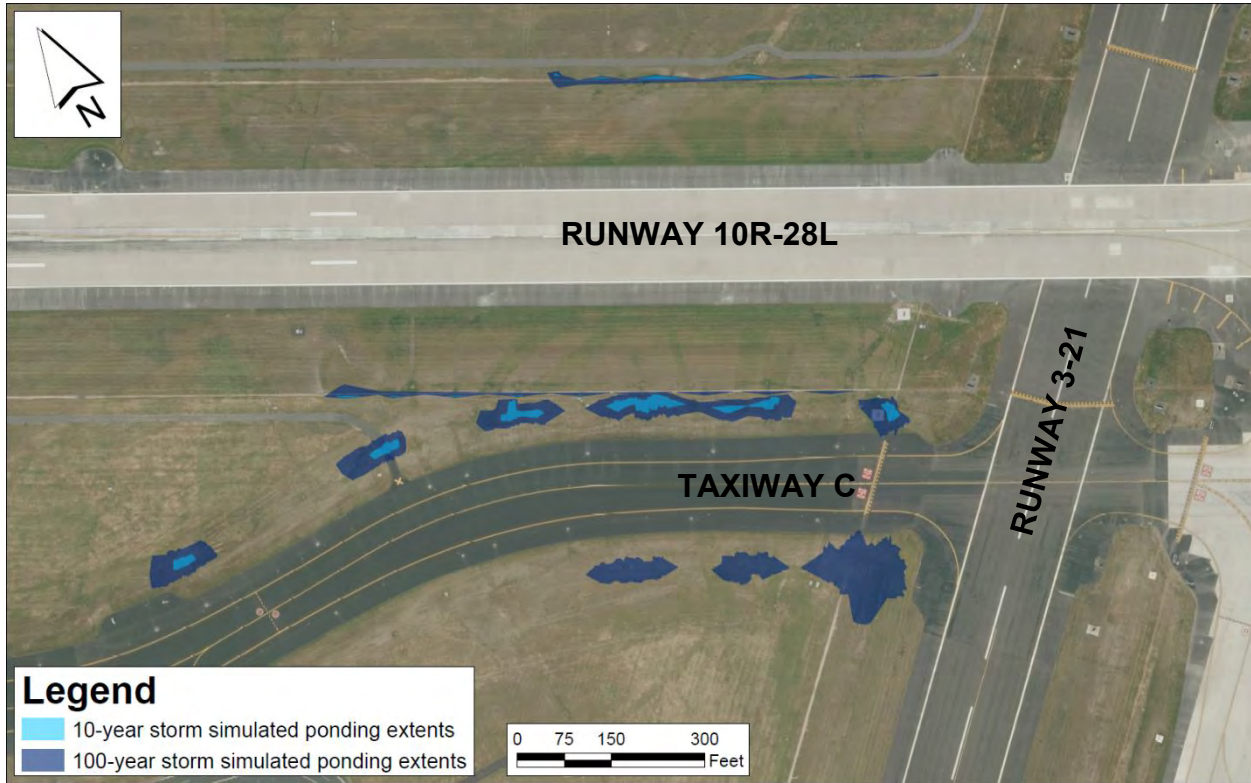 N
RUNWAY 10R-28L
RUNWAY 3-21
TAXIWAY C
Legend
10-year storm simulated ponding extents
100-year storm simulated ponding extents
0 75 150 300
Feet